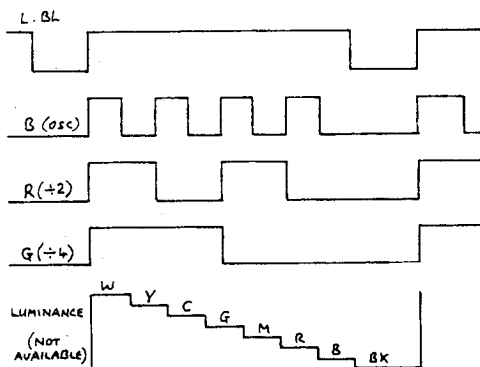 L.BL
B (OSC)
R (÷2)
G (÷4)
W
Y
C
G
M
R
B
BK
LUMINANCE
(NOT
AVAILABLE)